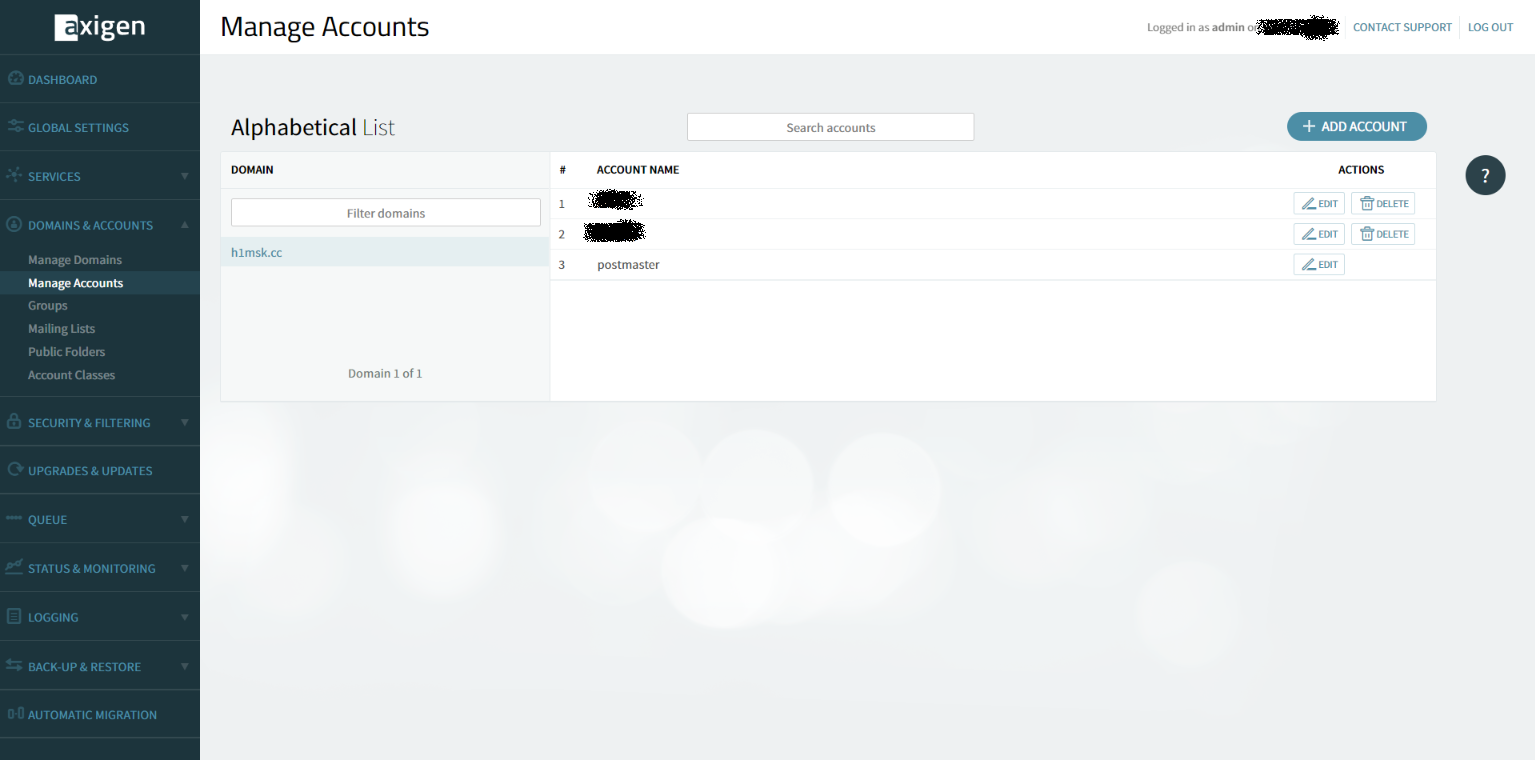 axigen
Manage Accounts
Logged in as admin on
CONTACT SUPPORT
LOG OUT
DASHBOARD
GLOBAL SETTINGS
SERVICES
DOMAINS & ACCOUNTS
Manage Domains
Manage Accounts
Groups
Mailing Lists
Public Folders
Account Classes
SECURITY & FILTERING
UPGRADES & UPDATES
QUEUE
STATUS & MONITORING
LOGGING
BACK-UP & RESTORE
AUTOMATIC MIGRATION
Alphabetical List
Search accounts
+ ADD ACCOUNT
DOMAIN
Filter domains
h1msk.cc
Domain 1 of 1
# ACCOUNT NAME ACTIONS
1 EDIT DELETE
2 EDIT DELETE
3 postmaster EDIT
?